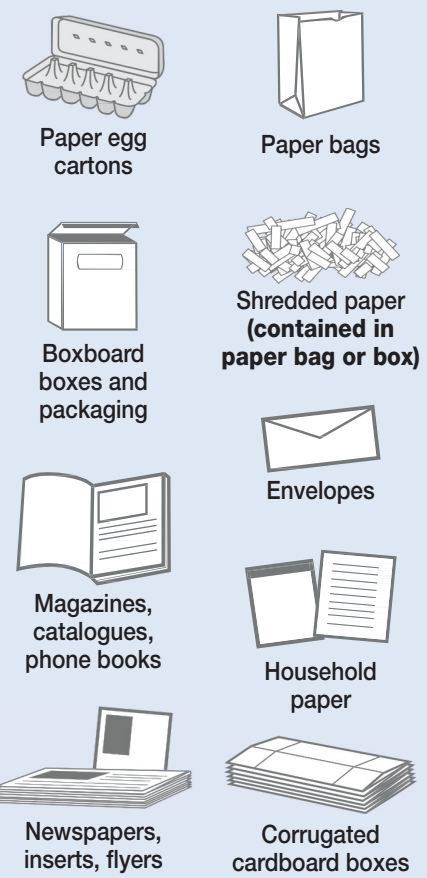 Paper egg
cartons
Paper bags
Boxboard
boxes and
packaging
Shredded paper
(contained in
paper bag or box)
Envelopes
Magazines,
catalogues,
phone books
Household
paper
Newspapers,
inserts, flyers
Corrugated
cardboard boxes